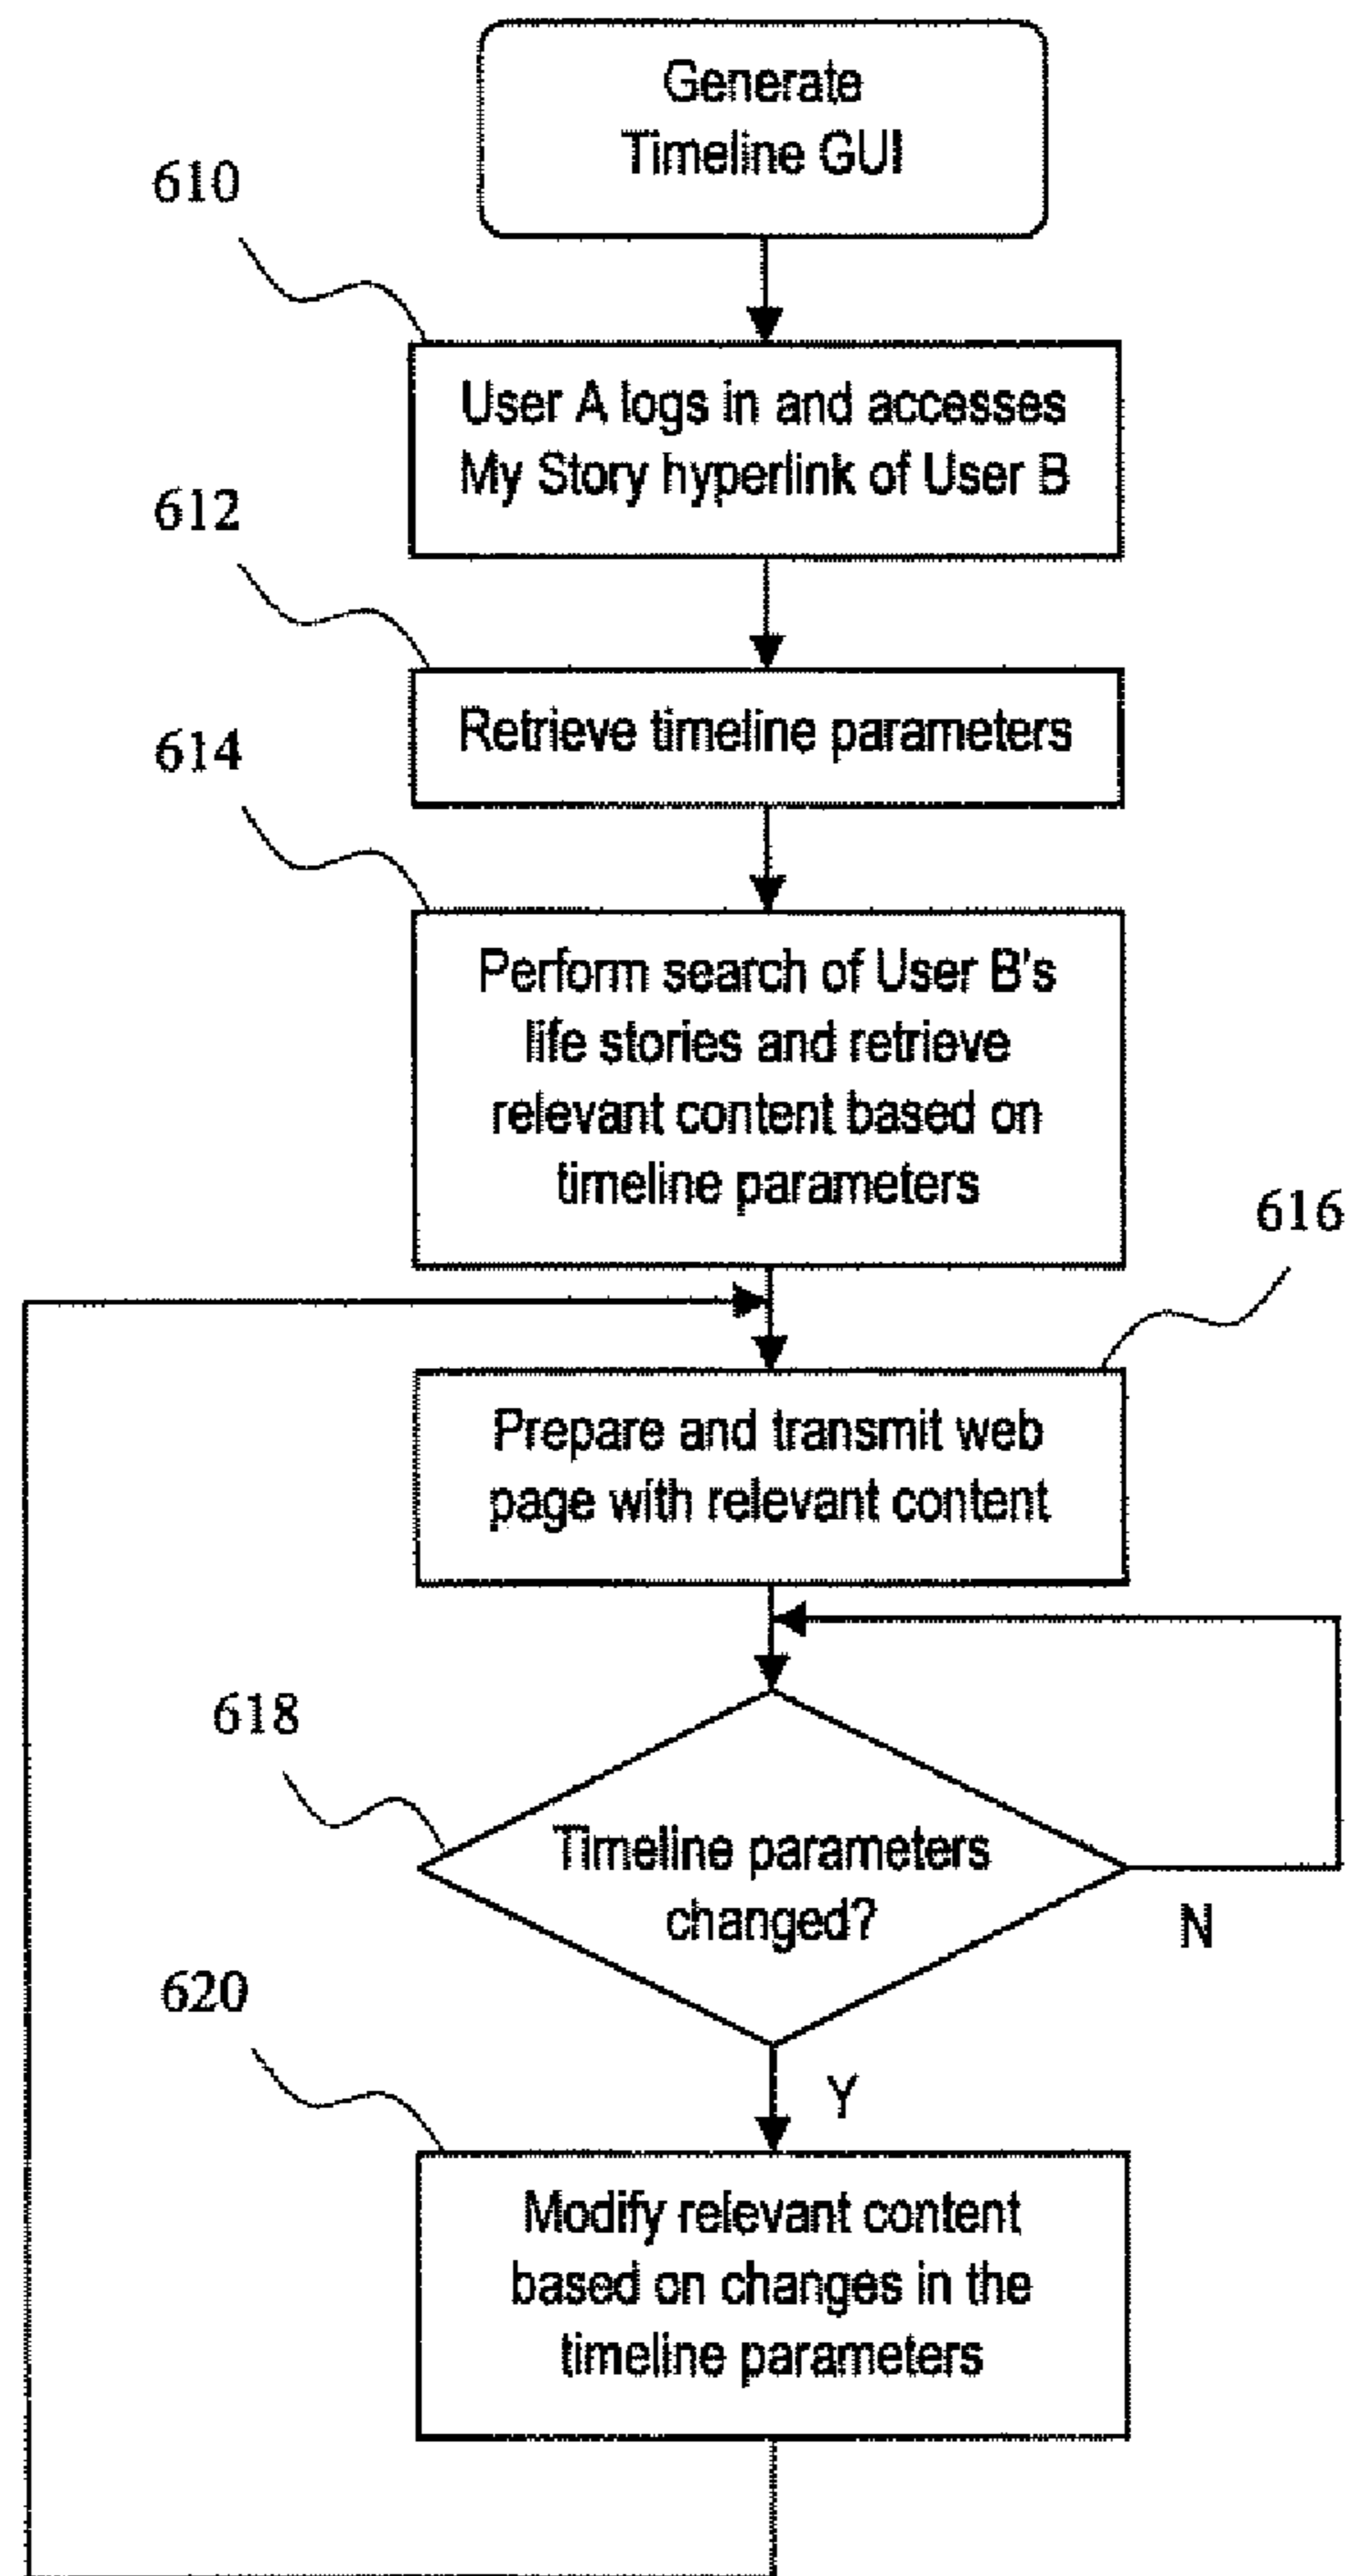 Generate
Timeline GUI
610
User A logs in and accesses
My Story hyperlink of User B
612
Retrieve timeline parameters
614
Perform search of User B's
life stories and retrieve
relevant content based on
timeline parameters
616
Prepare and transmit web
page with relevant content
618
Timeline parameters
changed?
N
Y
620
Modify relevant content
based on changes in the
timeline parameters